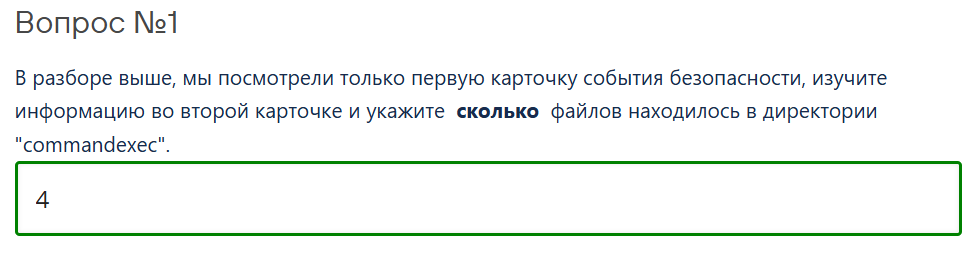 Вопрос №1
В разборе выше, мы посмотрели только первую карточку события безопасности, изучите
информацию во второй карточке и укажите сколько файлов находилось в директории
"commandexec".
4